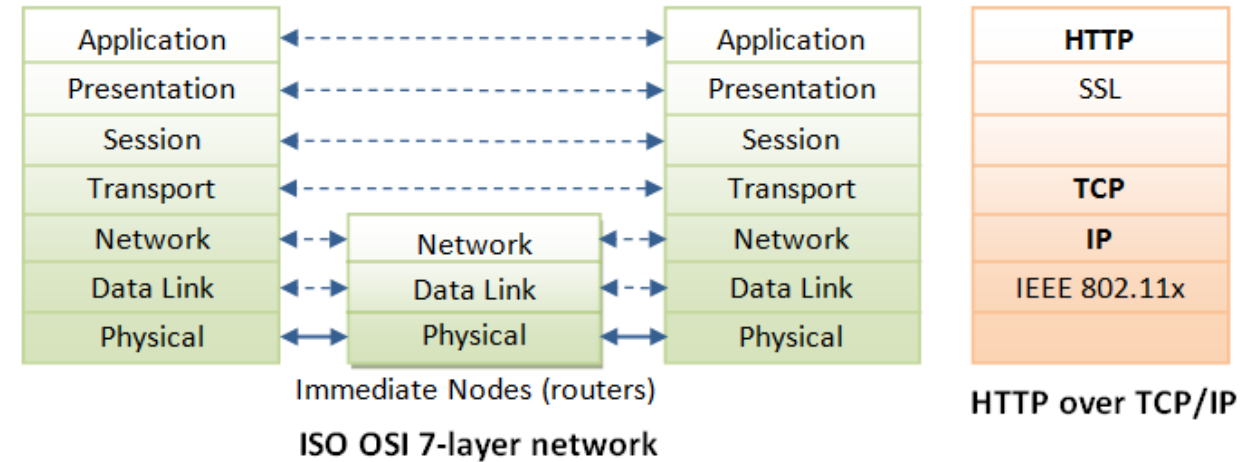 Application
Presentation
Session
Transport
Network
Data Link
Physical
Network
Data Link
Physical
Immediate Nodes (routers)
Application
Presentation
Session
Transport
Network
Data Link
Physical
ISO OSI 7-layer network
HTTP
SSL
TCP
IP
IEEE 802.11x
HTTP over TCP/IP